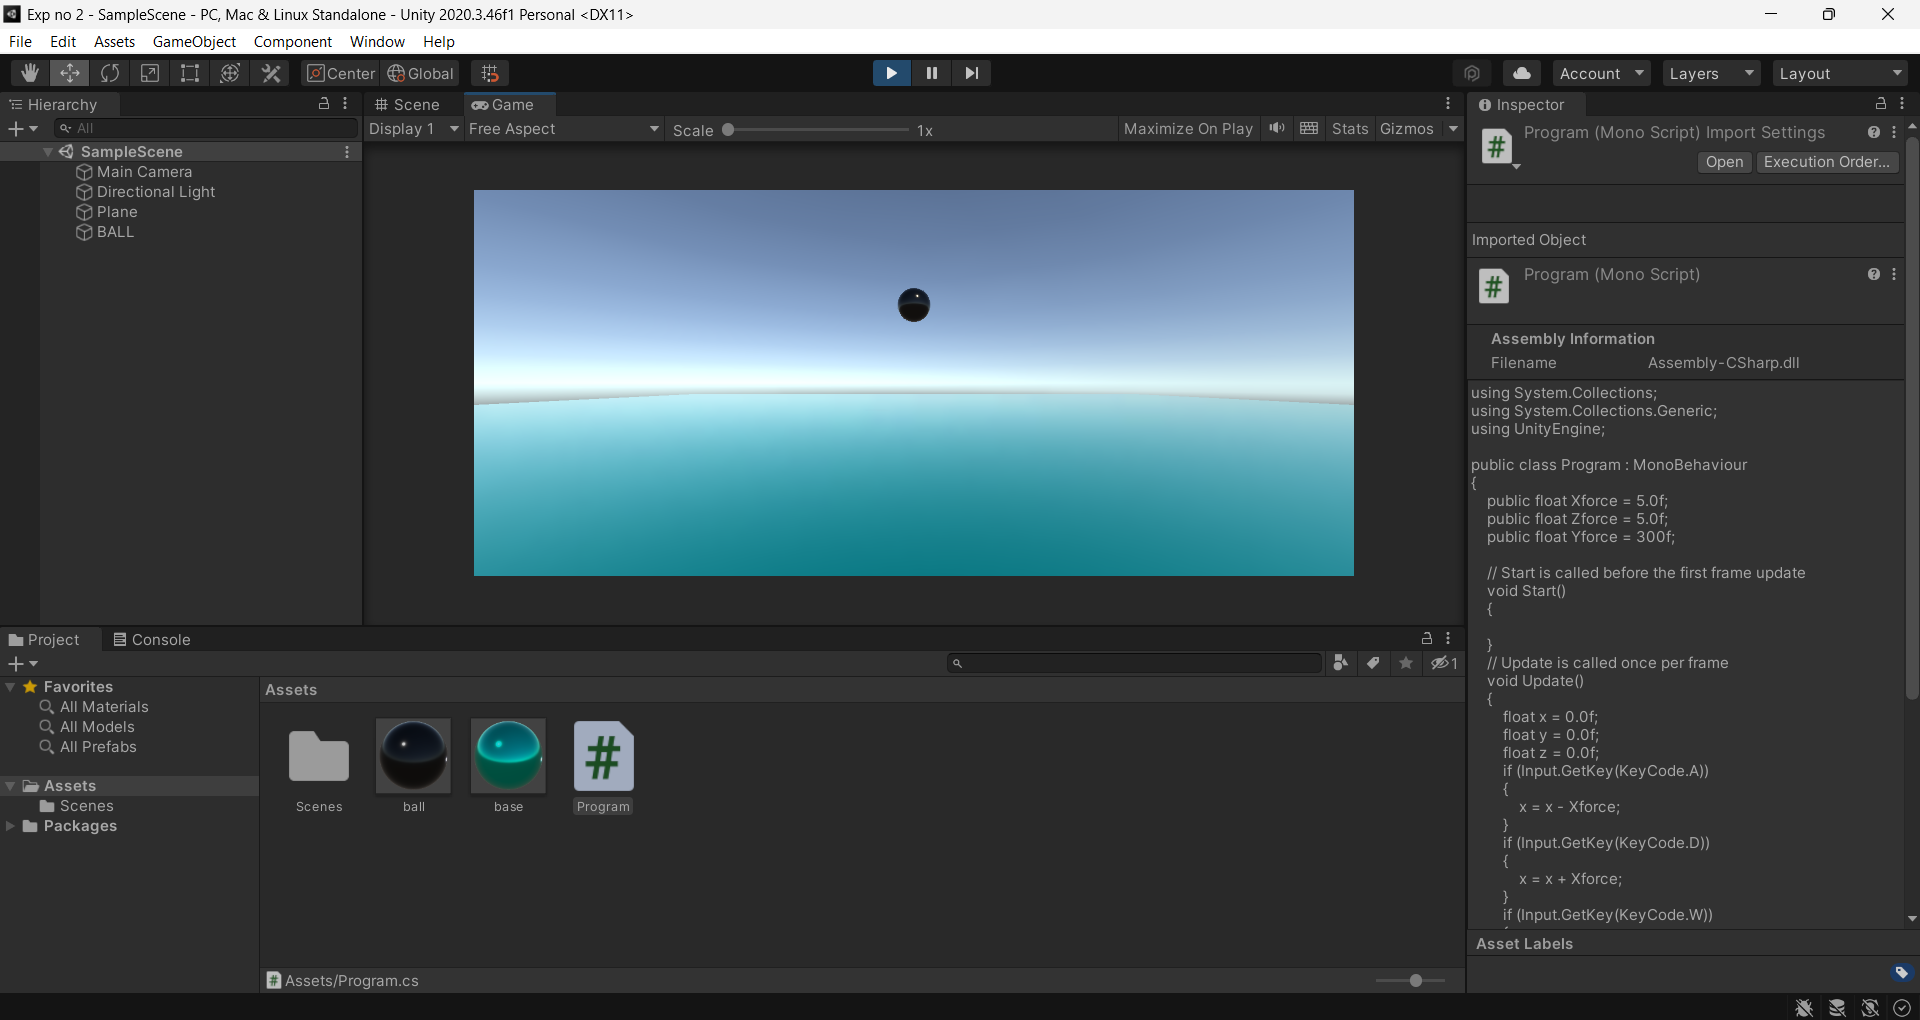 Exp no 2 - SampleScene - PC, Mac & Linux Standalone - Unity 2020.3.46f1 Personal <DX11>
File Edit Assets GameObject Component Window Help
Center Global Account Layers Layout
Hierarchy
All
SampleScene
Main Camera
Directional Light
Plane
BALL
Scene Game
Display 1 Free Aspect Scale 1x Maximize On Play Stats Gizmos
Inspector
Program (Mono Script) Import Settings
Open Execution Order...
Imported Object
Program (Mono Script)
Assembly Information
Filename Assembly-CSharp.dll
using System.Collections;
using System.Collections.Generic;
using UnityEngine;
public class Program : MonoBehaviour
{
public float Xforce = 5.0f;
public float Zforce = 5.0f;
public float Yforce = 300f;
// Start is called before the first frame update
void Start()
{
}
// Update is called once per frame
void Update()
{
float x = 0.0f;
float y = 0.0f;
float z = 0.0f;
if (Input.GetKey(KeyCode.A))
{
x = x - Xforce;
}
if (Input.GetKey(KeyCode.D))
{
x = x + Xforce;
}
if (Input.GetKey(KeyCode.W))
Asset Labels
Project Console
1
Favorites
All Materials
All Models
All Prefabs
Assets
Scenes
Packages
Assets
Scenes ball base Program
Assets/Program.cs